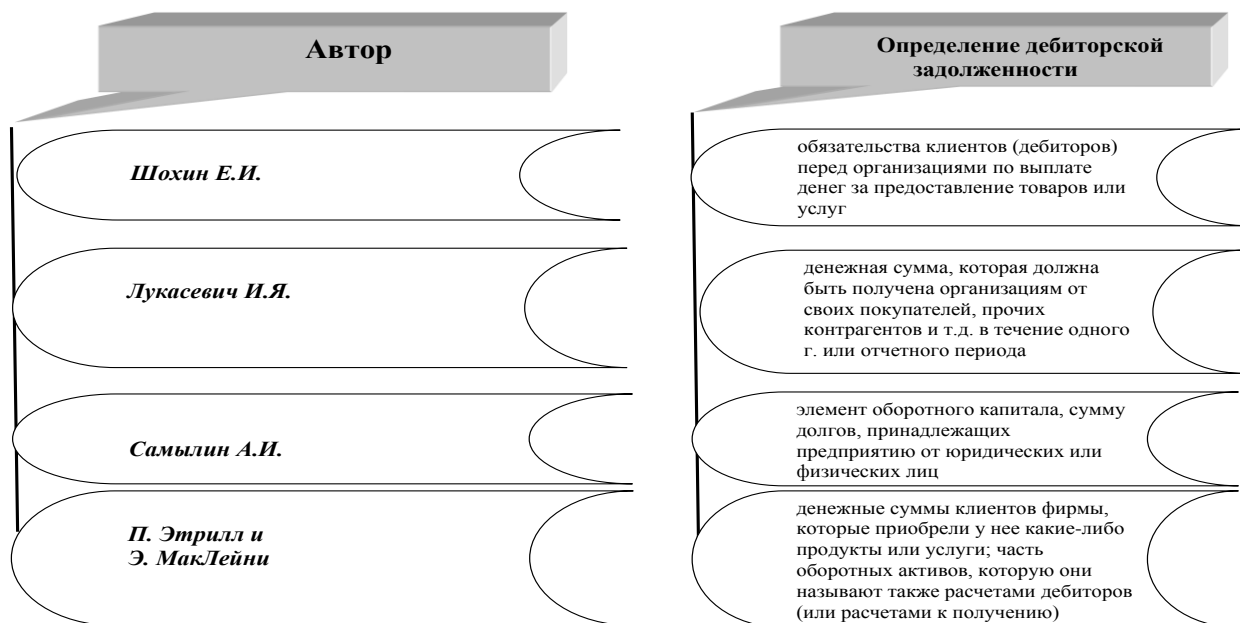 Автор
Определение дебиторской
задолженности
Шохин Е.И.
обязательства клиентов (дебиторов)
перед организациями по выплате
денег за предоставление товаров или
услуг
Лукасевич И.Я.
денежная сумма, которая должна
быть получена организациям от
своих покупателей, прочих
контрагентов и т.д. в течение одного
г. или отчетного периода
Самылин А.И.
элемент оборотного капитала, сумму
долгов, принадлежащих
предприятию от юридических или
физических лиц
П. Этрилл и
Э. МакЛейни
денежные суммы клиентов фирмы,
которые приобрели у нее какие-либо
продукты или услуги; часть
оборотных активов, которую они
называют также расчетами дебиторов
(или расчетами к получению)